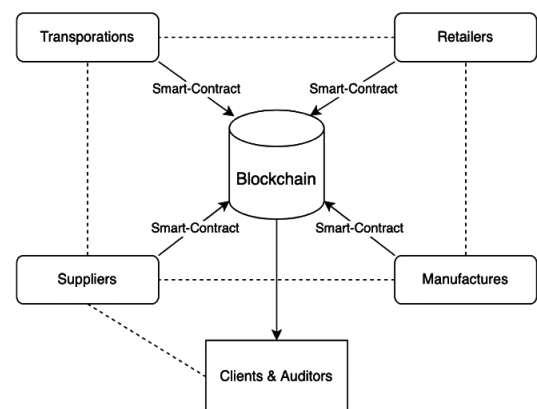 Transporations
Retailers
Smart-Contract
Smart-Contract
Blockchain
Smart-Contract
Smart-Contract
Suppliers
Manufactures
Clients & Auditors